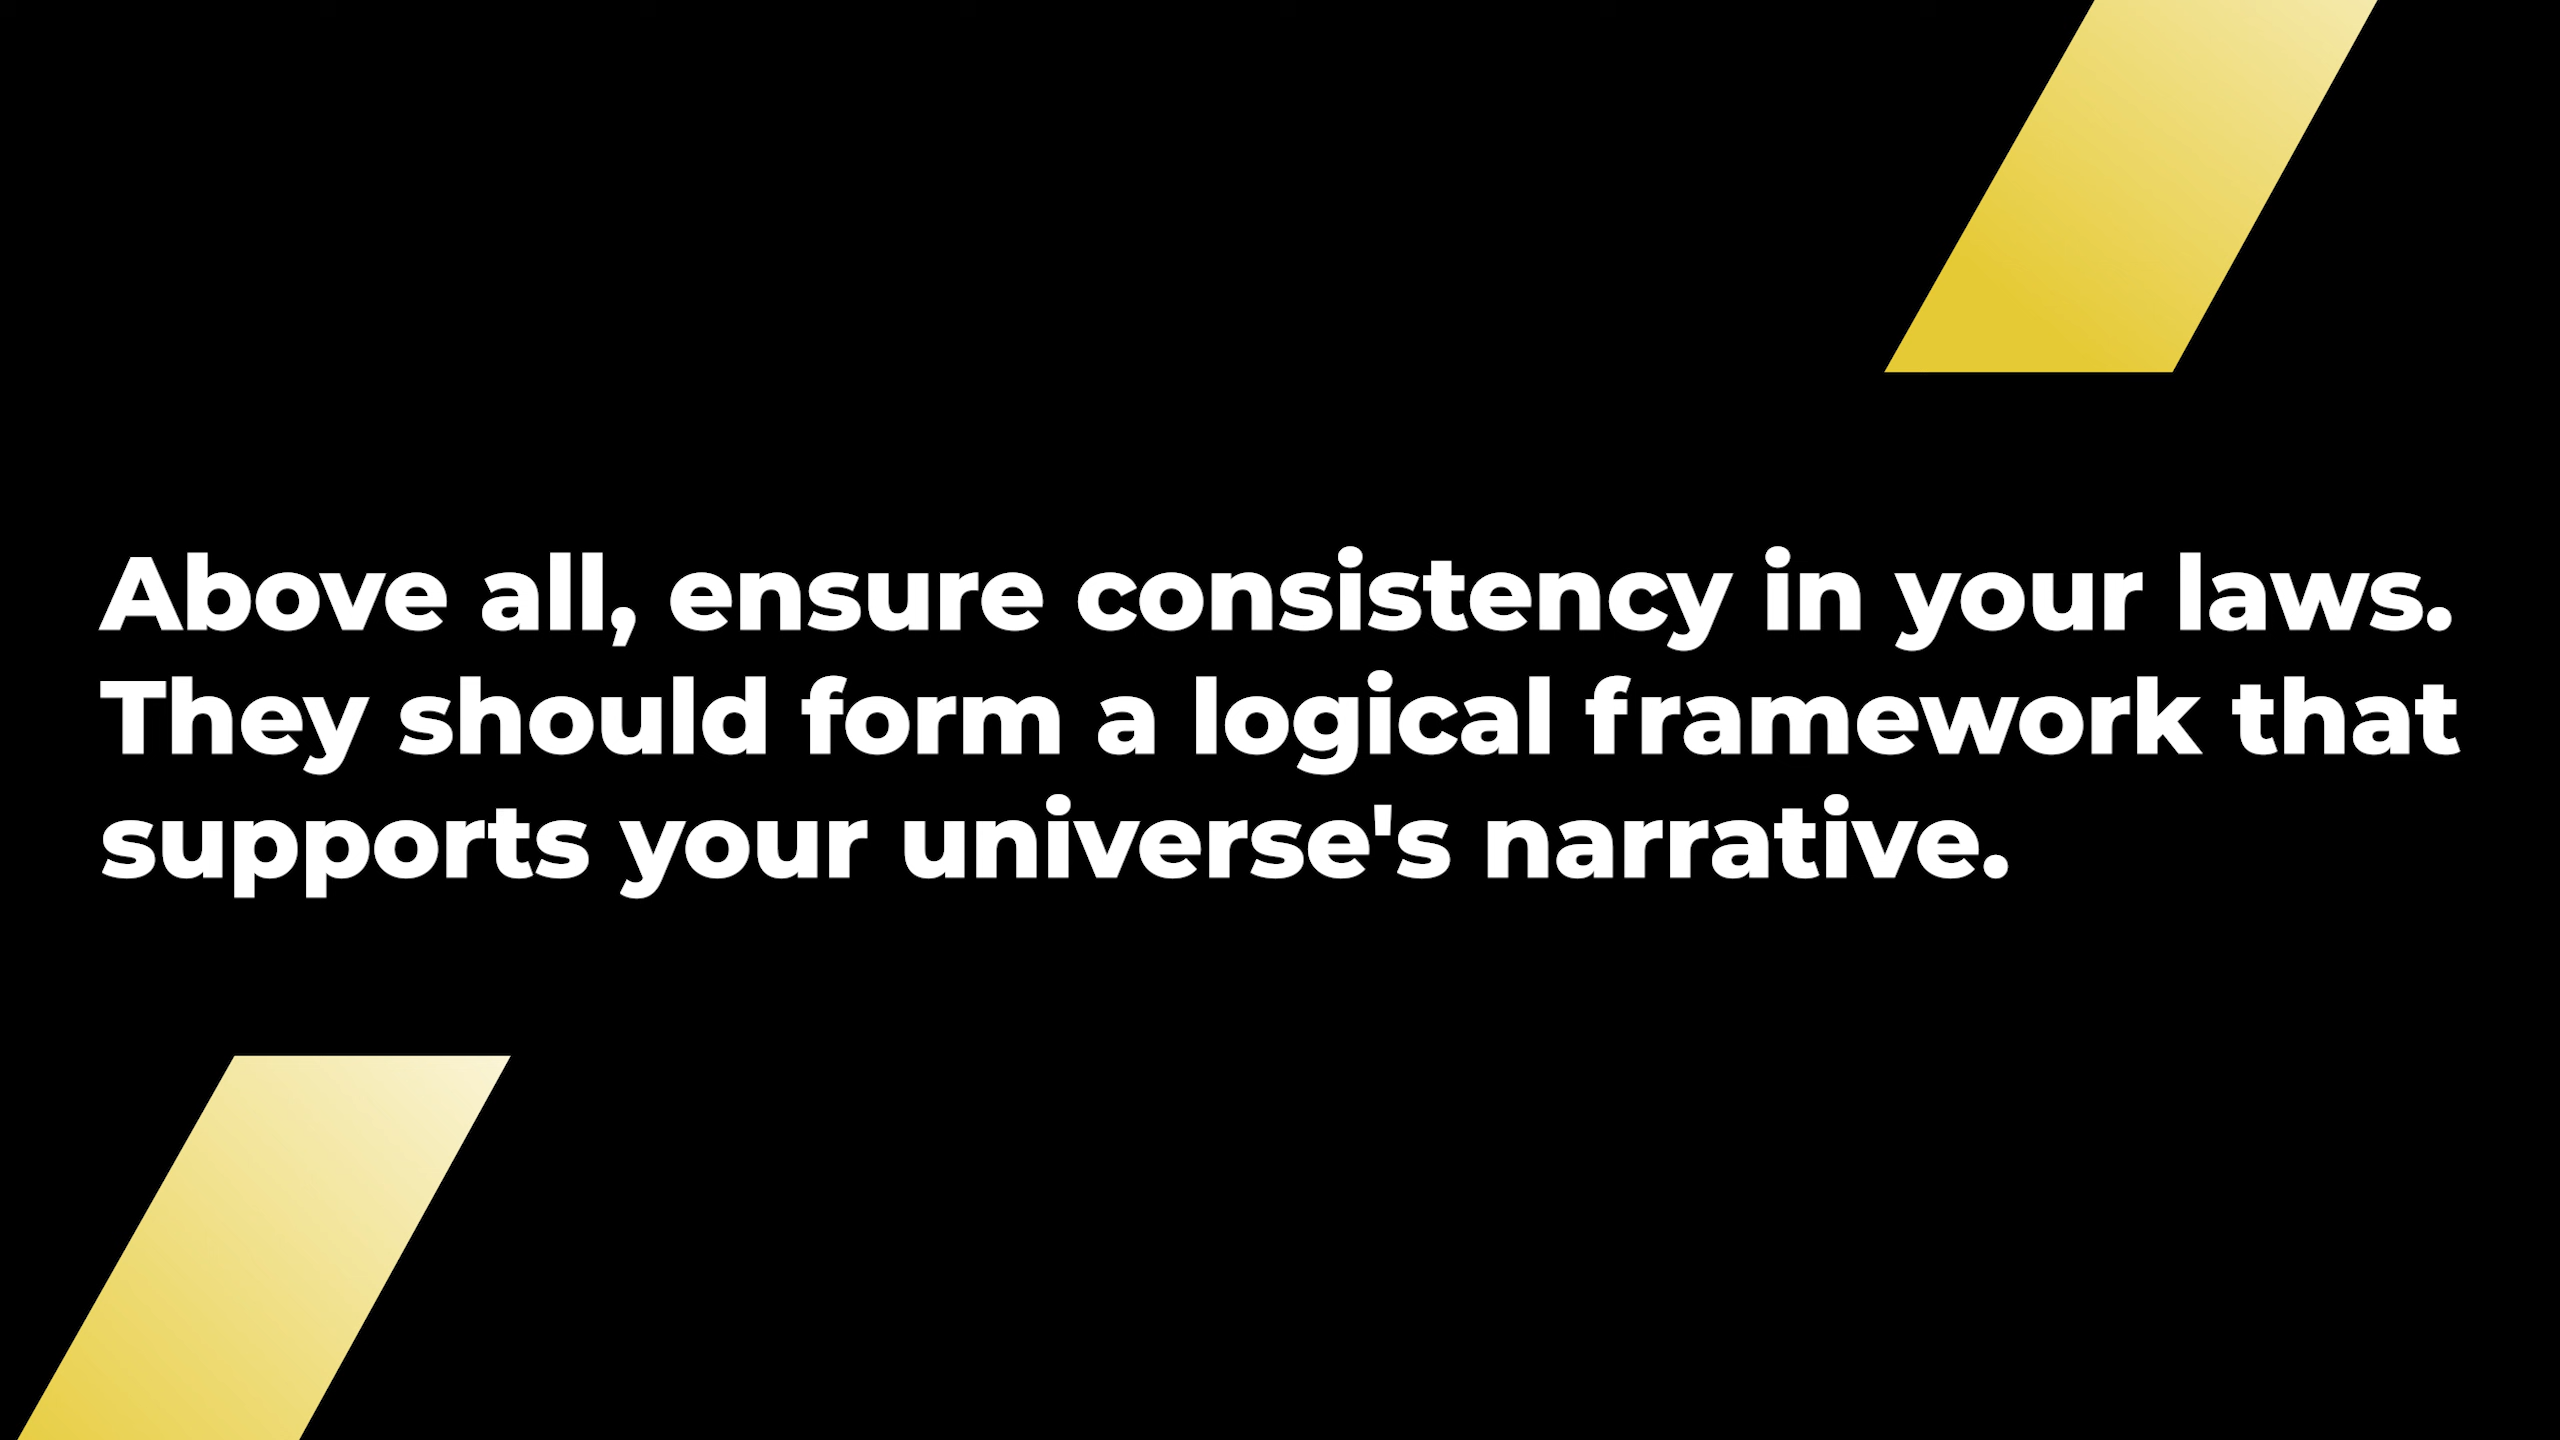 Above all, ensure consistency in your laws.
They should form a logical framework that
supports your universe's narrative.